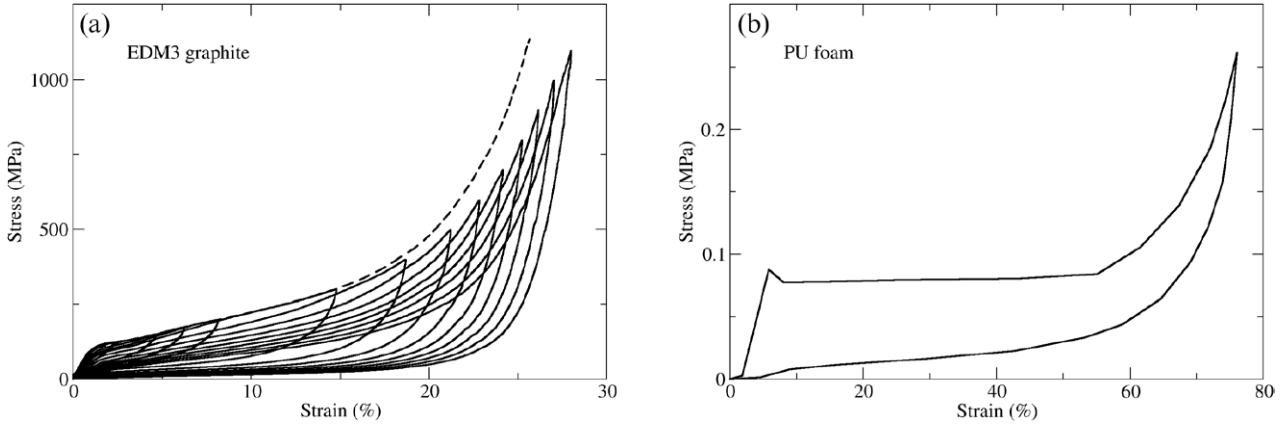 (a)
EDM3 graphite
1000
500
0
Stress (MPa)
0 10 20 30
Strain (%)
(b)
PU foam
0.2
0.1
0
Stress (MPa)
0 20 40 60 80
Strain (%)